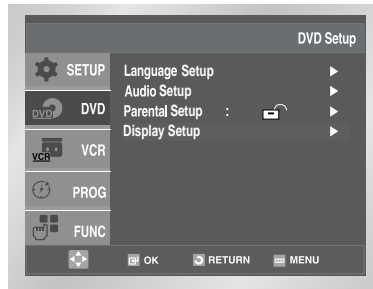 DVD Setup
SETUP
Language Setup
Audio Setup
DVD DVD
Parental Setup :
Display Setup
VCR VCR
PROG
FUNC
OK RETURN MENU